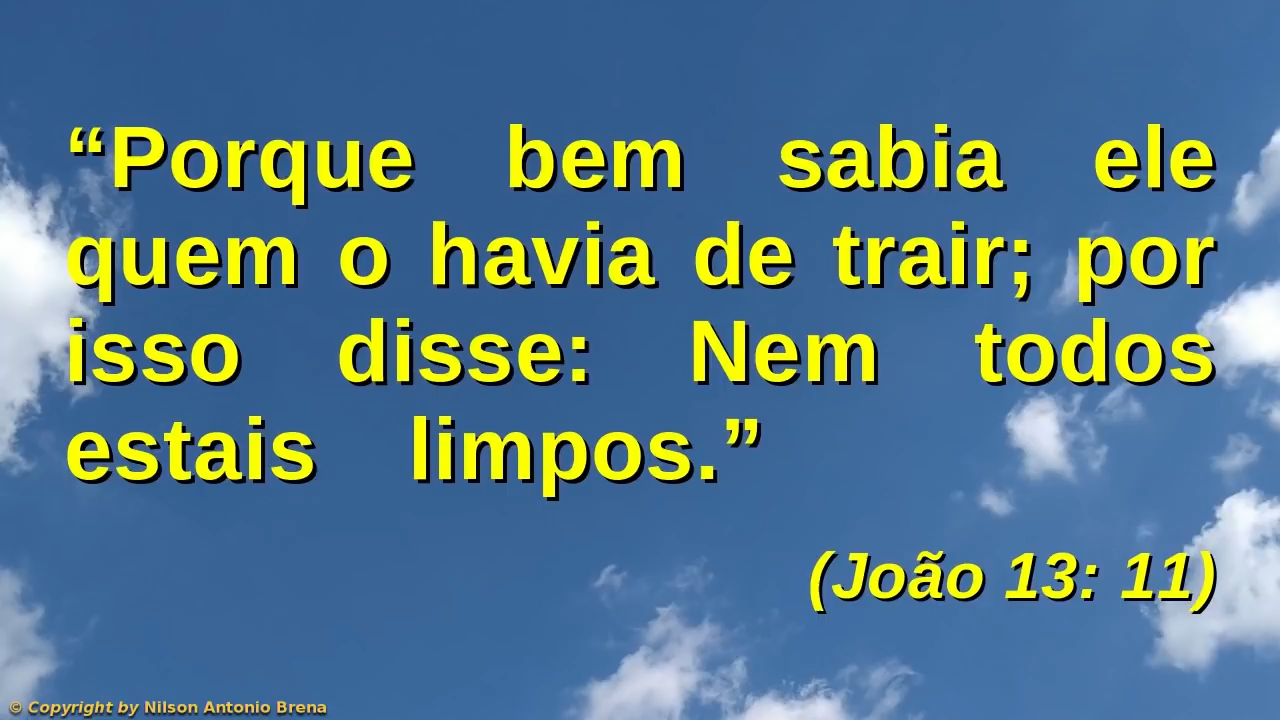 “Porque bem sabia ele
quem o havia de trair; por
isso disse: Nem todos
estais limpos.”
(João 13: 11)
© Copyright by Nilson Antonio Brena